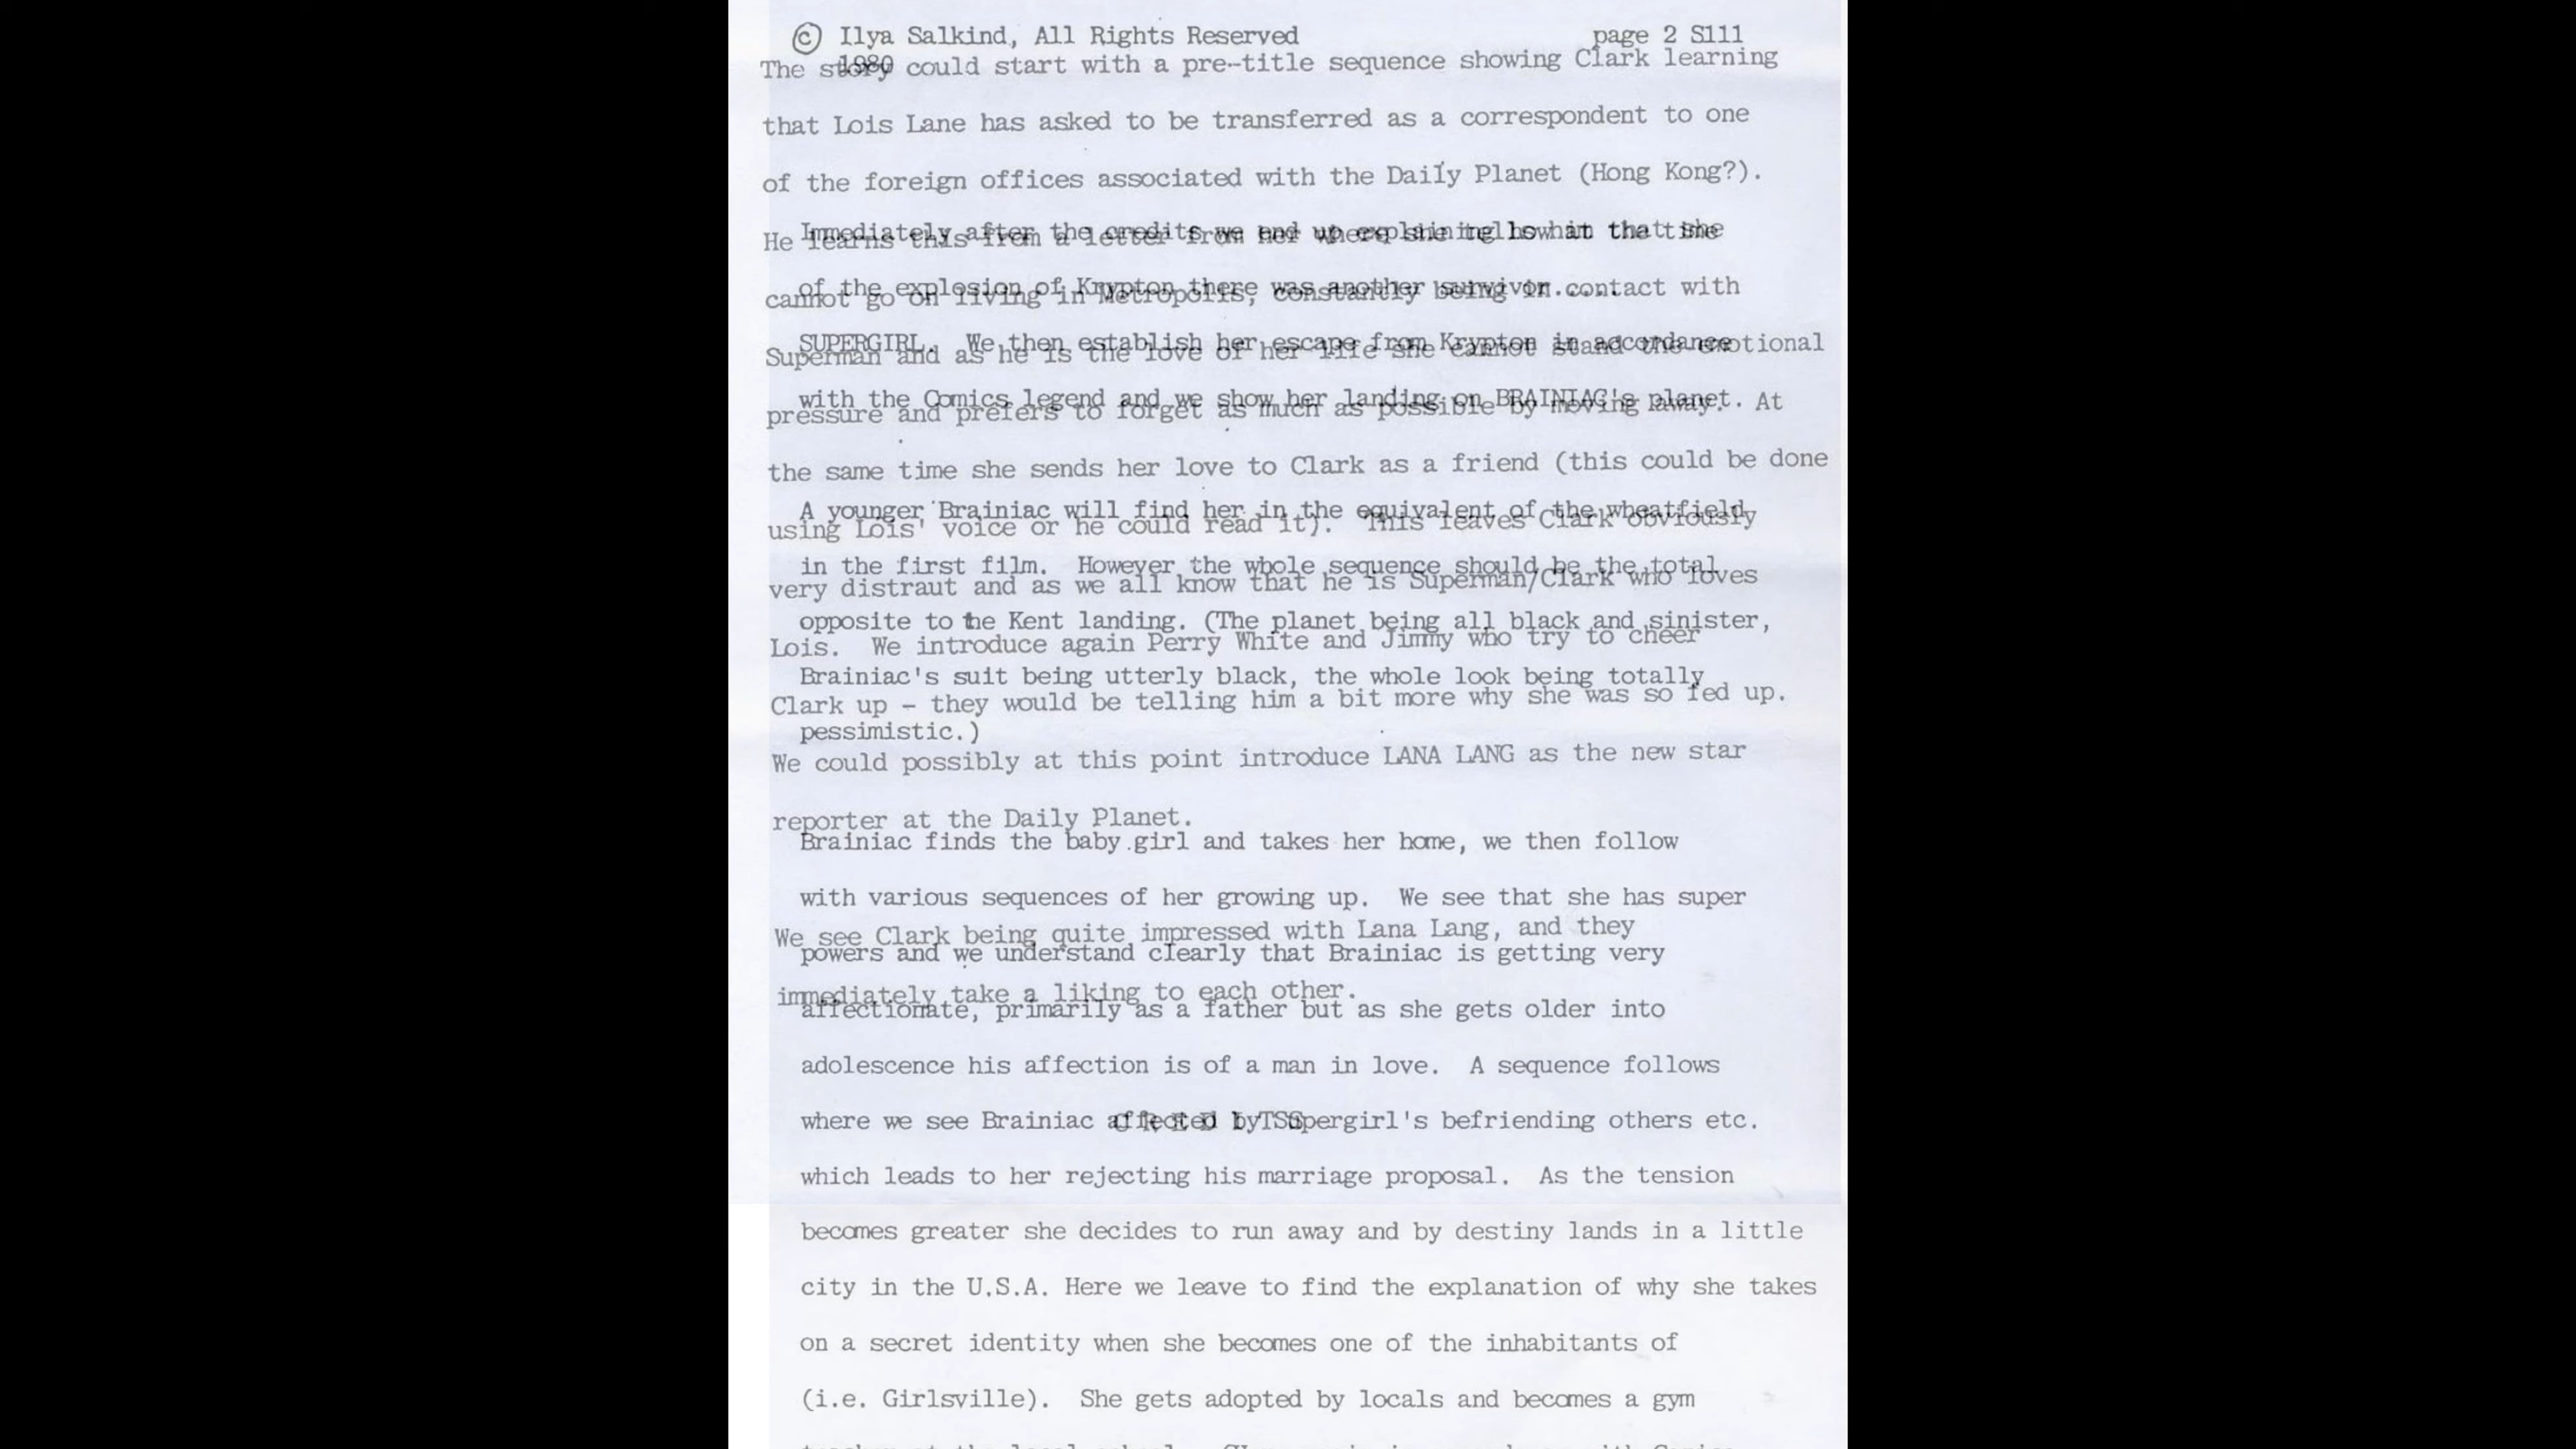 © Ilya Salkind, All Rights Reserved page 2 S111
1980
The story could start with a pre-title sequence showing Clark learning
that Lois Lane has asked to be transferred as a correspondent to one
of the foreign offices associated with the Daily Planet (Hong Kong?).
He learns this from a letter from her where she tells him that she
cannot go on living in Metropolis, constantly being in contact with
Superman and as he is the love of her life she cannot stand the emotional
pressure and prefers to forget as much as possible by moving away. At
the same time she sends her love to Clark as a friend (this could be done
using Lois' voice or he could read it). This leaves Clark obviously
very distraut and as we all know that he is Superman/Clark who loves
Lois. We introduce again Perry White and Jimmy who try to cheer
Clark up - they would be telling him a bit more why she was so fed up.
We could possibly at this point introduce LANA LANG as the new star
reporter at the Daily Planet.
We see Clark being quite impressed with Lana Lang, and they
immediately take a liking to each other.
C R E D I T S
Immediately after the credits we end up explaining how at that time
of the explosion of Krypton there was another survivor.....
SUPERGIRL. We then establish her escape from Krypton in accordance
with the Comics legend and we show her landing on BRAINIAC's planet.
A younger Brainiac will find her in the equivalent of the wheatfield
in the first film. However the whole sequence should be the total
opposite to the Kent landing. (The planet being all black and sinister,
Brainiac's suit being utterly black, the whole look being totally
pessimistic.)
Brainiac finds the baby girl and takes her home, we then follow
with various sequences of her growing up. We see that she has super
powers and we understand clearly that Brainiac is getting very
affectionate, primarily as a father but as she gets older into
adolescence his affection is of a man in love. A sequence follows
where we see Brainiac affected by Supergirl's befriending others etc.
which leads to her rejecting his marriage proposal. As the tension
becomes greater she decides to run away and by destiny lands in a little
city in the U.S.A. Here we leave to find the explanation of why she takes
on a secret identity when she becomes one of the inhabitants of
(i.e. Girlsville). She gets adopted by locals and becomes a gym